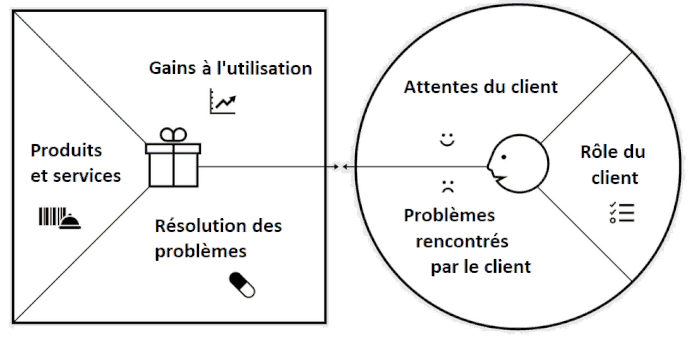 Gains à l'utilisation
Produits
et services
Résolution des
problèmes
Attentes du client
Rôle du
client
Problèmes
rencontrés
par le client